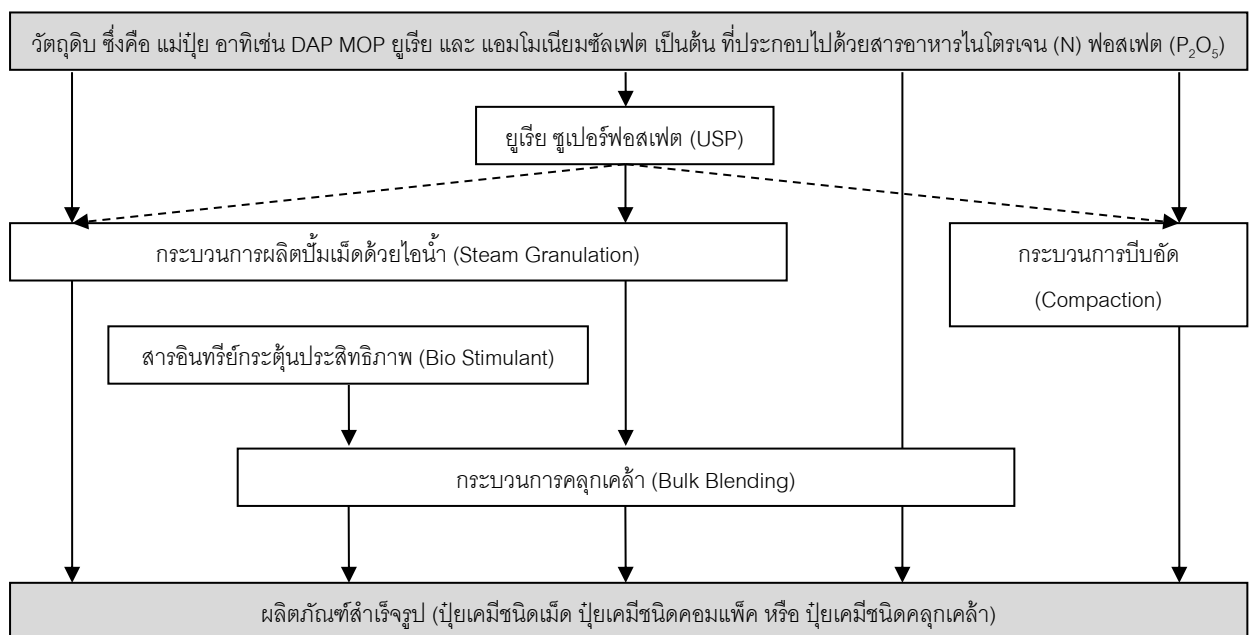 วัตถุดิบ ซึ่งคือ แม่ปุ๋ย อาทิเช่น DAP MOP ยูเรีย และ แอมโมเนียมซัลเฟต เป็นต้น ที่ประกอบไปด้วยสารอาหารไนโตรเจน (N) ฟอสเฟต (P₂O₅)
ยูเรีย ซูเปอร์ฟอสเฟต (USP)
กระบวนการผลิตปั้มเม็ดด้วยไอน้ำ (Steam Granulation)
กระบวนการบีบอัด
(Compaction)
สารอินทรีย์กระตุ้นประสิทธิภาพ (Bio Stimulant)
กระบวนการคลุกเคล้า (Bulk Blending)
ผลิตภัณฑ์สำเร็จรูป (ปุ๋ยเคมีชนิดเม็ด ปุ๋ยเคมีชนิดคอมแพ็ค หรือ ปุ๋ยเคมีชนิดคลุกเคล้า)